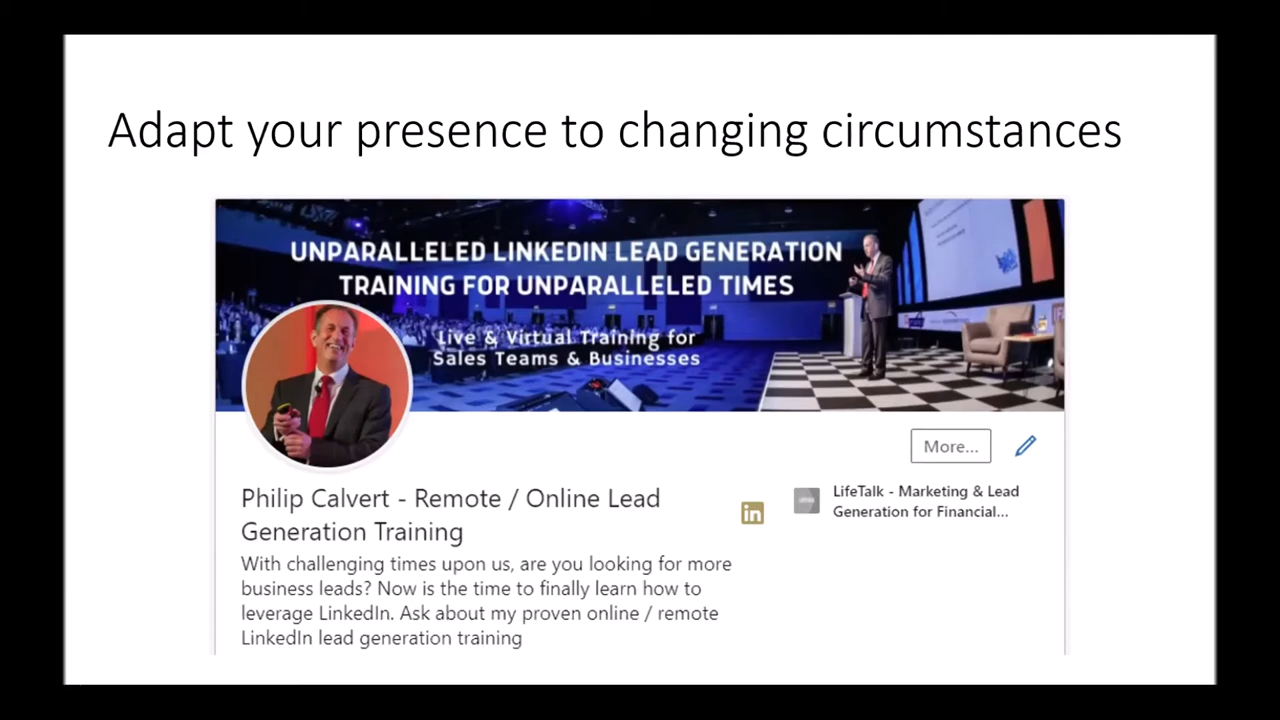 Adapt your presence to changing circumstances
UNPARALLELED LINKEDIN LEAD GENERATION
TRAINING FOR UNPARALLELED TIMES
Live & Virtual Training for
Sales Teams & Businesses
More...
Philip Calvert - Remote / Online Lead
Generation Training
in
LifeTalk - Marketing & Lead
Generation for Financial...
With challenging times upon us, are you looking for more
business leads? Now is the time to finally learn how to
leverage LinkedIn. Ask about my proven online / remote
LinkedIn lead generation training